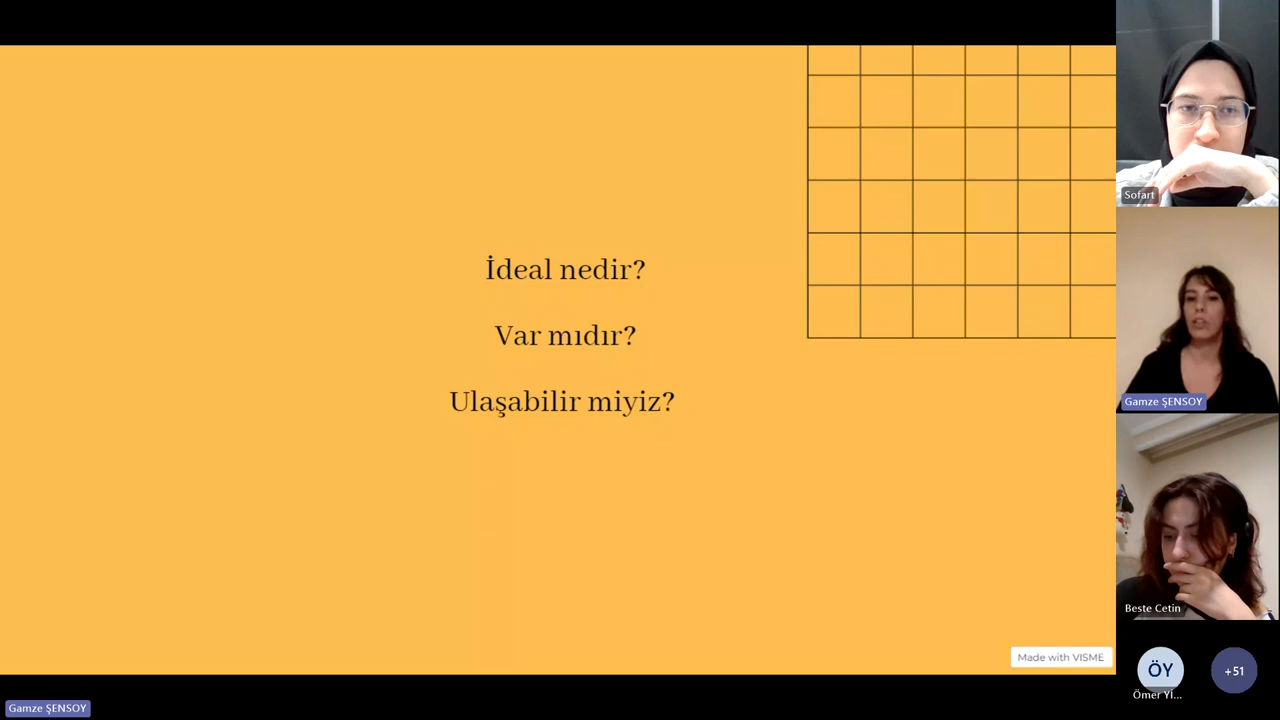 İdeal nedir?
Var mıdır?
Ulaşabilir miyiz?
Made with VISME
Gamze ŞENSOY
Sofart
Gamze ŞENSOY
Beste Cetin
ÖY
Ömer Yİ...
+51